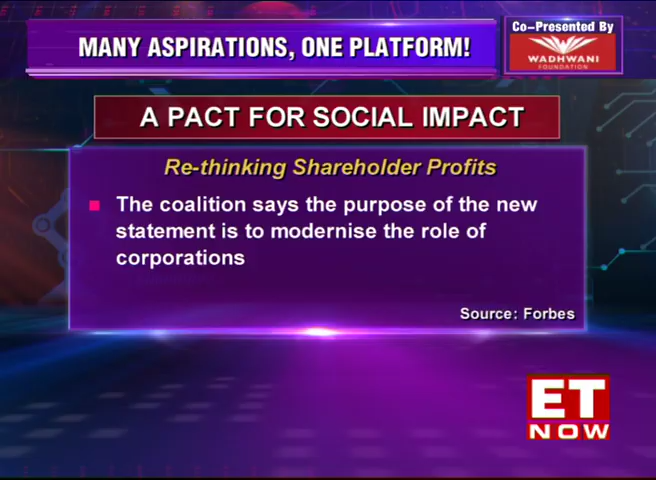 MANY ASPIRATIONS, ONE PLATFORM!
Co-Presented By
WADHWANI
FOUNDATION
A PACT FOR SOCIAL IMPACT
Re-thinking Shareholder Profits
The coalition says the purpose of the new
statement is to modernise the role of
corporations
Source: Forbes
ET
NOW